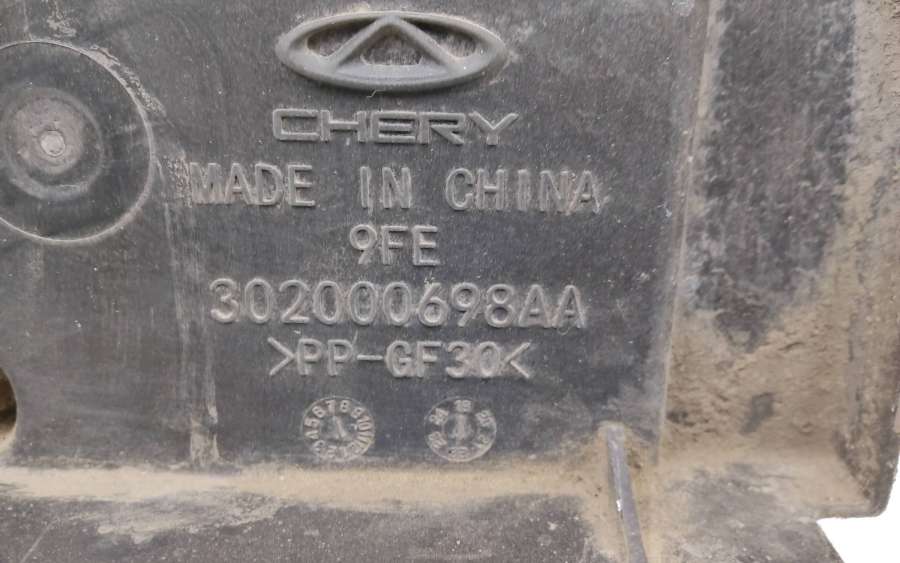 CHERY
MADE IN CHINA
9FE
302000698AA
>PP-GF30<